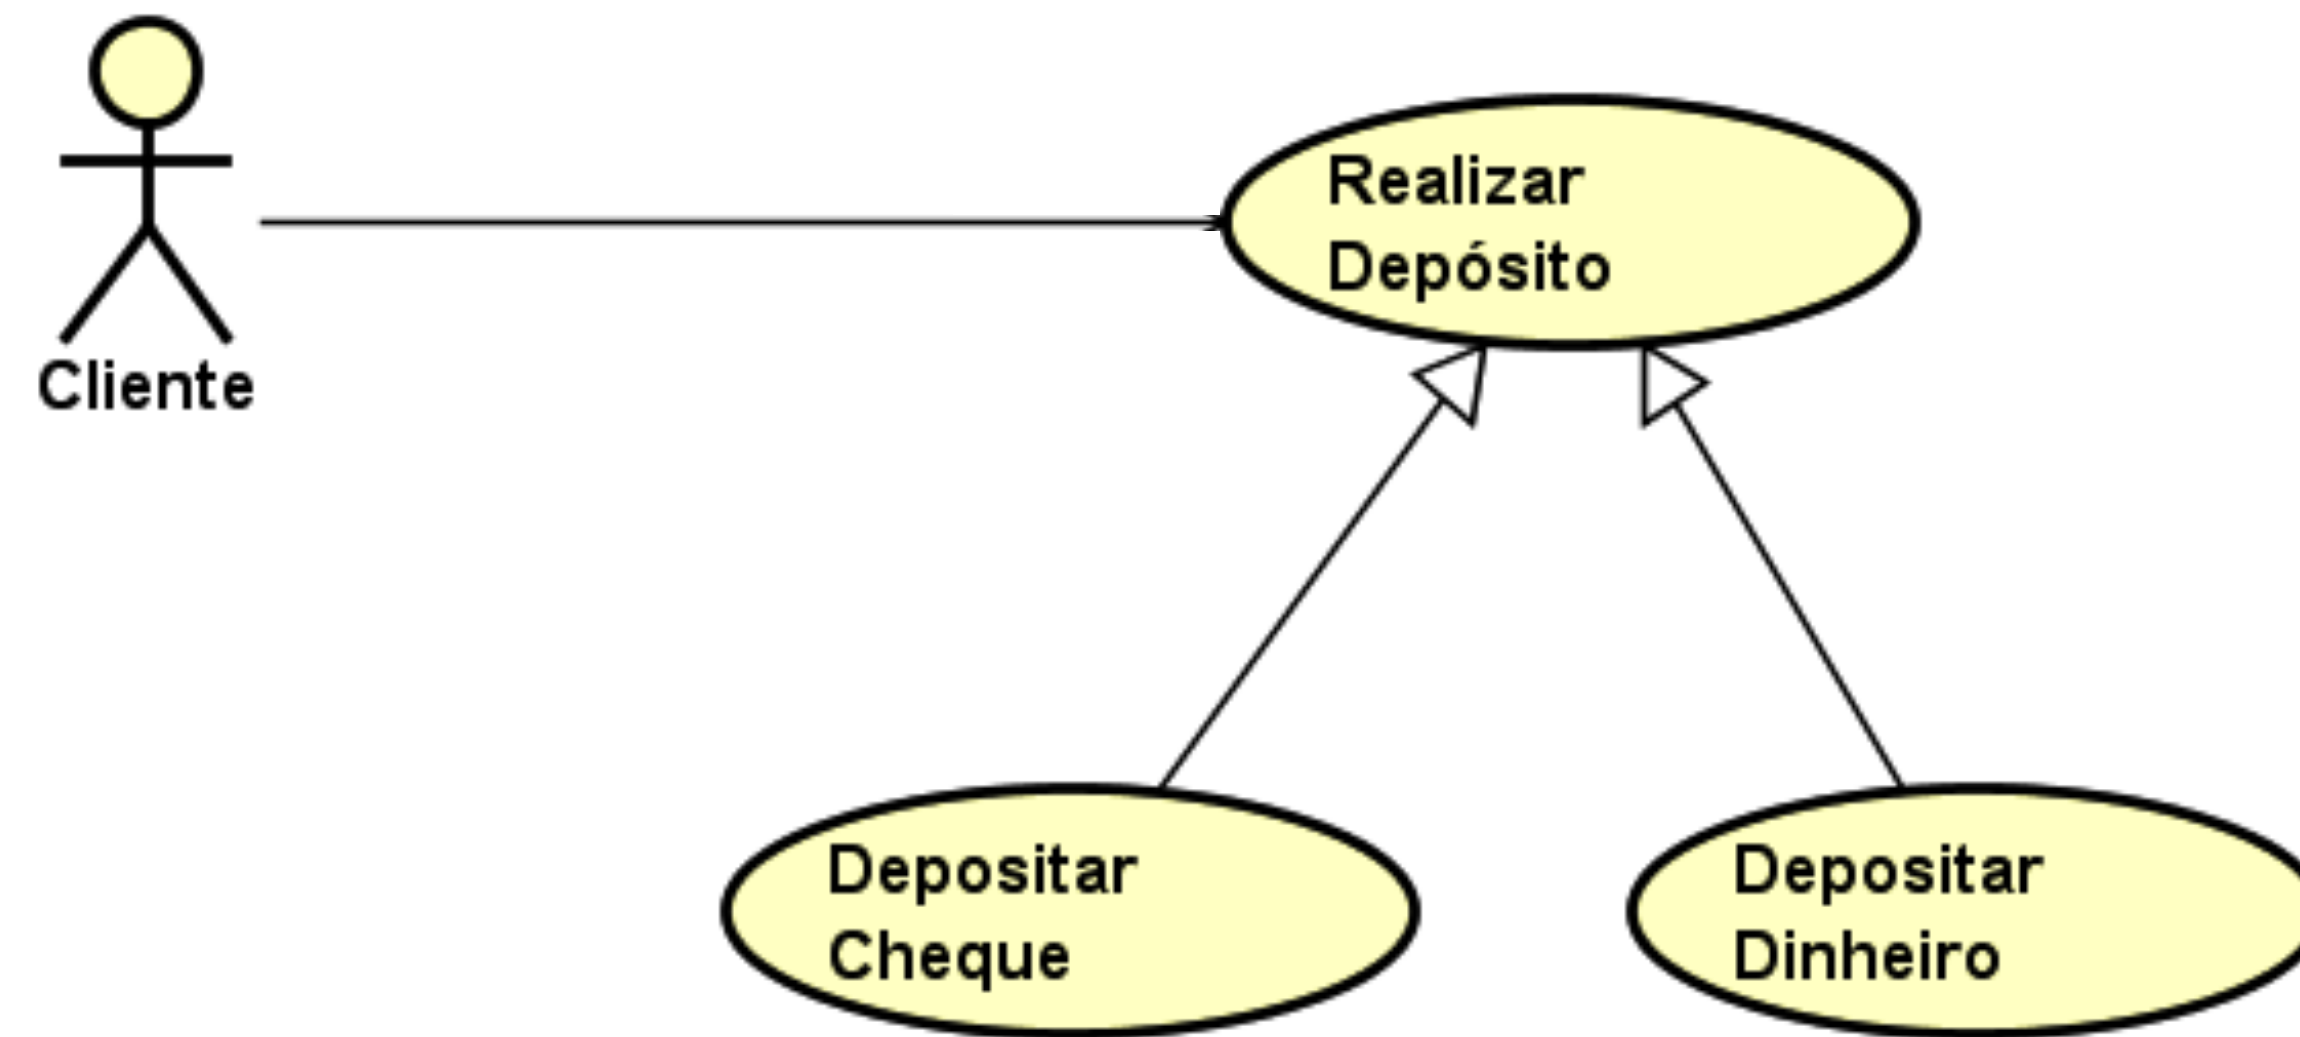 Realizar
Depósito
Cliente
Depositar
Cheque
Depositar
Dinheiro